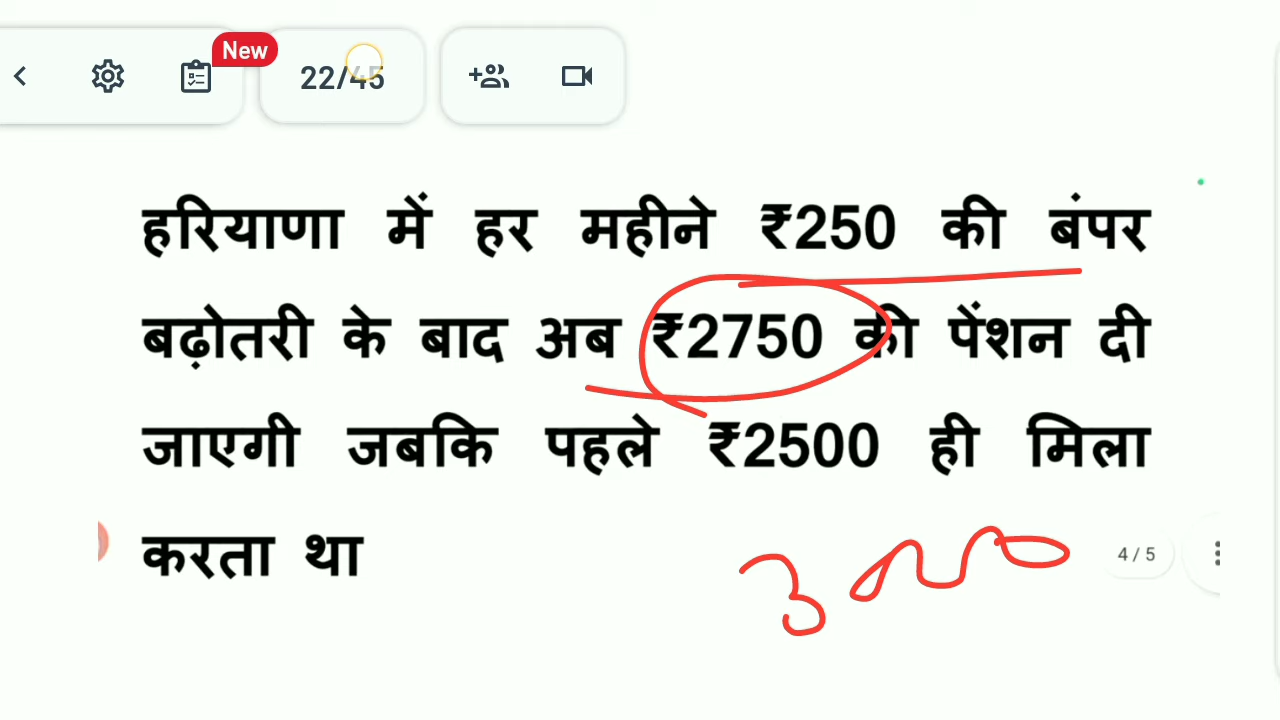 New
22/45
हरियाणा में हर महीने ₹250 की बंपर
बढ़ोतरी के बाद अब ₹2750 की पेंशन दी
जाएगी जबकि पहले ₹2500 ही मिला
करता था
3000
4 / 5